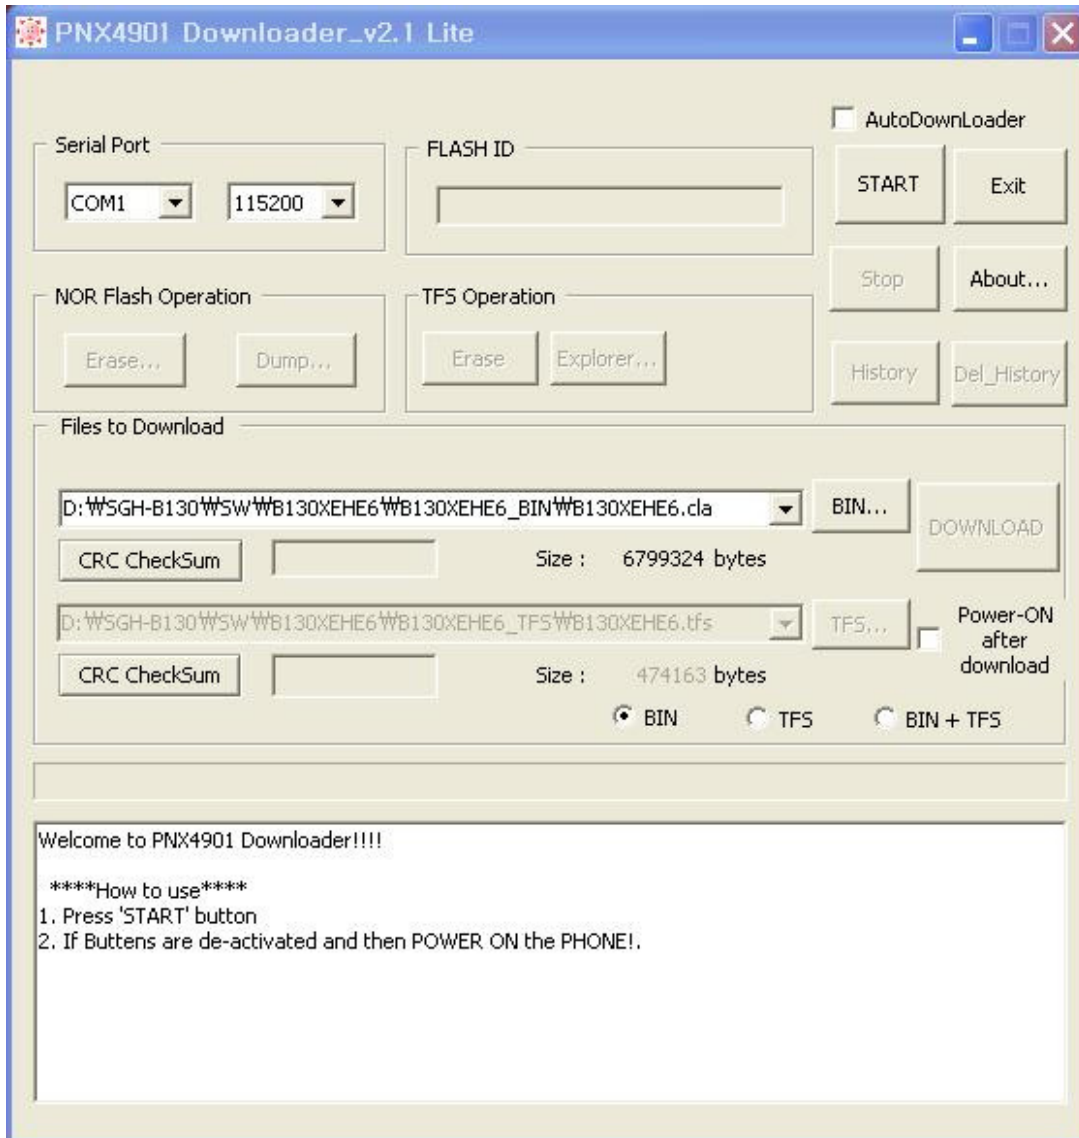 PNX4901 Downloader_v2.1 Lite
AutoDownLoader
Serial Port
FLASH ID
COM1
115200
START
Exit
Stop
About...
NOR Flash Operation
TFS Operation
Erase...
Dump...
Erase
Explorer...
History
Del_History
Files to Download
D:₩SGH-B130₩SW₩B130XEHE6₩B130XEHE6_BIN₩B130XEHE6.cla
BIN...
DOWNLOAD
CRC CheckSum
Size : 6799324 bytes
D:₩SGH-B130₩SW₩B130XEHE6₩B130XEHE6_TFS₩B130XEHE6.tfs
TFS...
Power-ON
after
download
CRC CheckSum
Size : 474163 bytes
BIN
TFS
BIN + TFS
Welcome to PNX4901 Downloader!!!!
****How to use****
1. Press 'START' button
2. If Buttens are de-activated and then POWER ON the PHONE!.